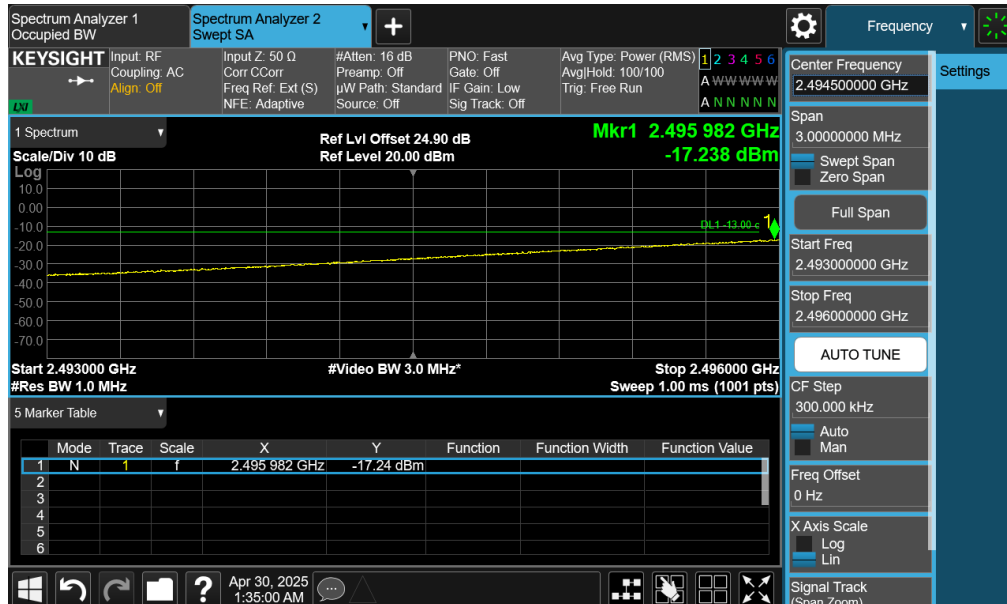 Spectrum Analyzer 1
Occupied BW
Spectrum Analyzer 2
Swept SA
Frequency
KEYSIGHT
Input: RF
Coupling: AC
Align: Off
LXI
Input Z: 50 Ω
Corr CCorr
Freq Ref: Ext (S)
NFE: Adaptive
#Atten: 16 dB
Preamp: Off
µW Path: Standard
Source: Off
PNO: Fast
Gate: Off
IF Gain: Low
Sig Track: Off
Avg Type: Power (RMS)
Avg|Hold: 100/100
Trig: Free Run
1 2 3 4 5 6
A W W W W W
A N N N N N
1 Spectrum
Scale/Div 10 dB
Ref Lvl Offset 24.90 dB
Ref Level 20.00 dBm
Mkr1 2.495 982 GHz
-17.238 dBm
Log
10.0
0.00
-10.0
-20.0
-30.0
-40.0
-50.0
-60.0
-70.0
DL1 -13.00
1
Start 2.493000 GHz
#Res BW 1.0 MHz
#Video BW 3.0 MHz*
Stop 2.496000 GHz
Sweep 1.00 ms (1001 pts)
5 Marker Table
Mode Trace Scale X Y Function Function Width Function Value
1 N 1 f 2.495 982 GHz -17.24 dBm
2
3
4
5
6
Apr 30, 2025
1:35:00 AM
Center Frequency
2.494500000 GHz
Span
3.00000000 MHz
Swept Span
Zero Span
Full Span
Start Freq
2.493000000 GHz
Stop Freq
2.496000000 GHz
AUTO TUNE
CF Step
300.000 kHz
Auto
Man
Freq Offset
0 Hz
X Axis Scale
Log
Lin
Signal Track
(Span Zoom)
Settings